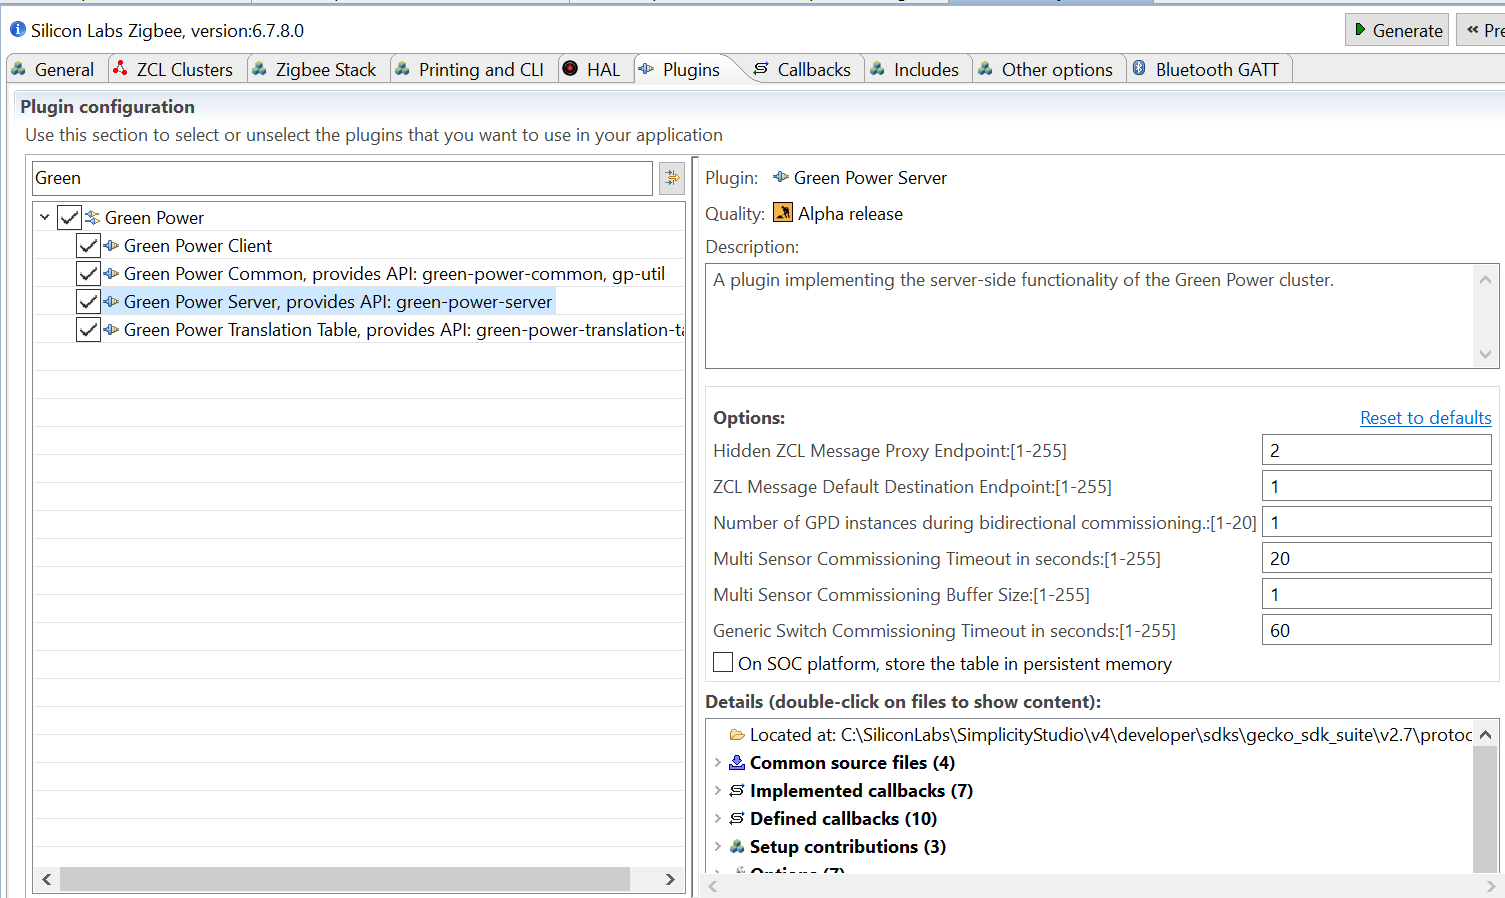 Silicon Labs Zigbee, version:6.7.8.0
Generate
Pre
General
ZCL Clusters
Zigbee Stack
Printing and CLI
HAL
Plugins
Callbacks
Includes
Other options
Bluetooth GATT
Plugin configuration
Use this section to select or unselect the plugins that you want to use in your application
Green
Green Power
Green Power Client
Green Power Common, provides API: green-power-common, gp-util
Green Power Server, provides API: green-power-server
Green Power Translation Table, provides API: green-power-translation-ta
Plugin: Green Power Server
Quality: Alpha release
Description:
A plugin implementing the server-side functionality of the Green Power cluster.
Options: Reset to defaults
Hidden ZCL Message Proxy Endpoint:[1-255] 2
ZCL Message Default Destination Endpoint:[1-255] 1
Number of GPD instances during bidirectional commissioning.:[1-20] 1
Multi Sensor Commissioning Timeout in seconds:[1-255] 20
Multi Sensor Commissioning Buffer Size:[1-255] 1
Generic Switch Commissioning Timeout in seconds:[1-255] 60
On SOC platform, store the table in persistent memory
Details (double-click on files to show content):
Located at: C:\SiliconLabs\SimplicityStudio\v4\developer\sdks\gecko_sdk_suite\v2.7\protoc
Common source files (4)
Implemented callbacks (7)
Defined callbacks (10)
Setup contributions (3)
Options (7)